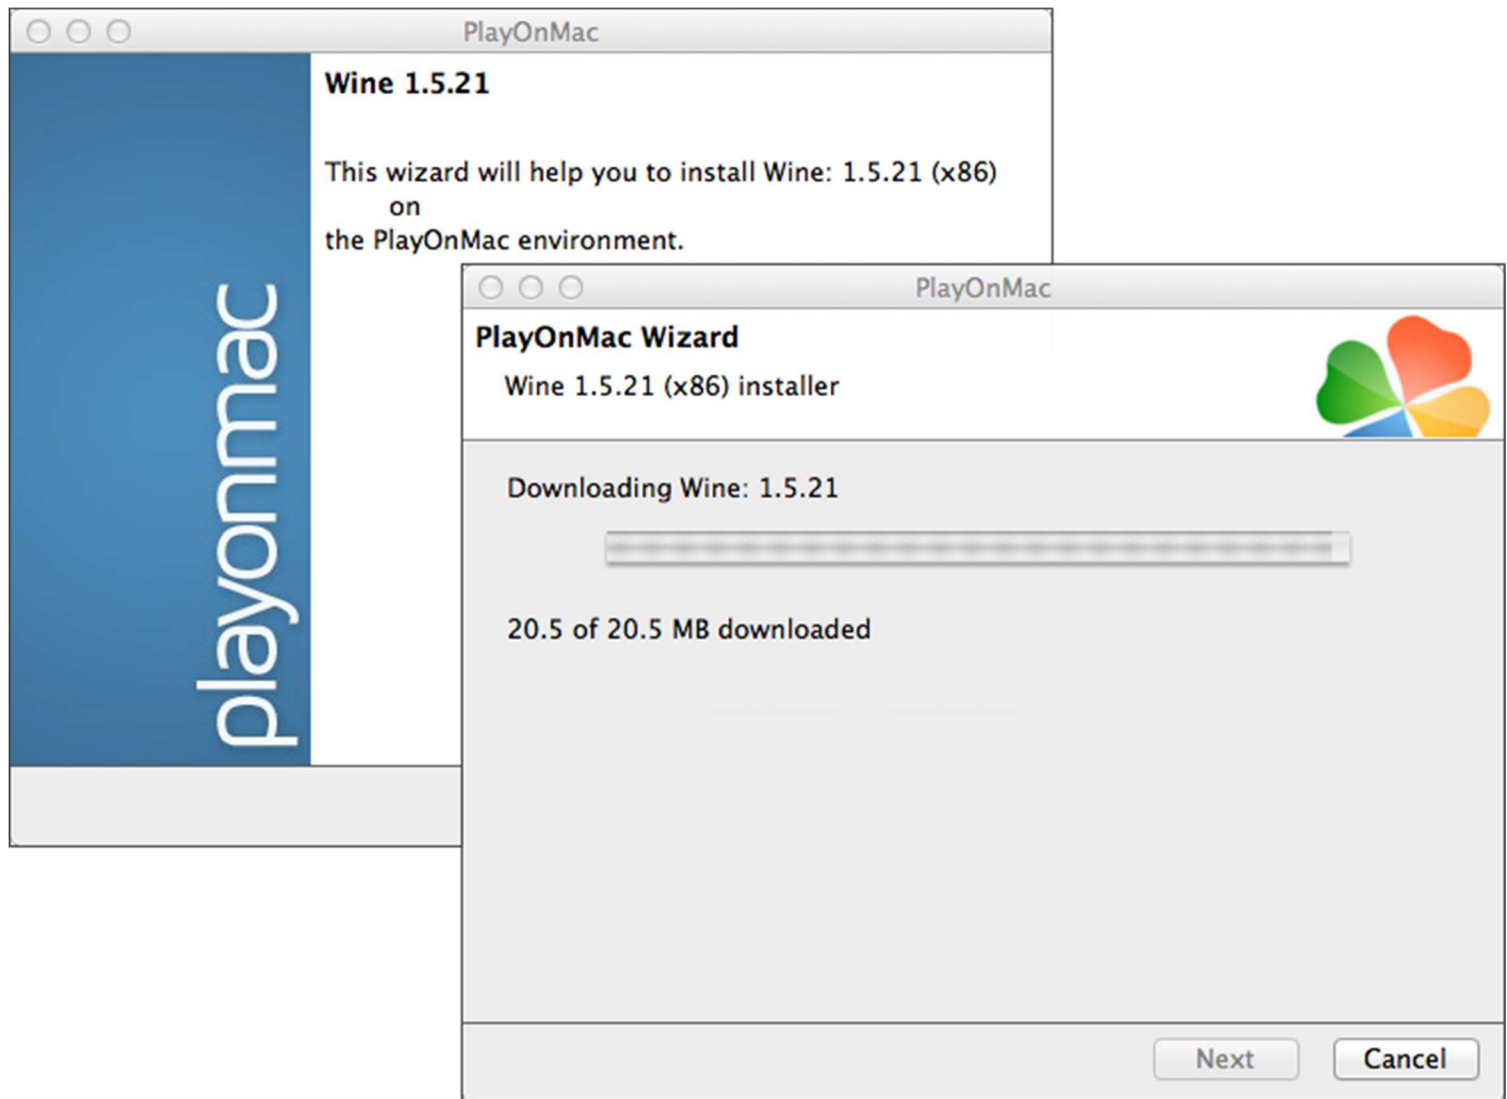 PlayOnMac
Wine 1.5.21
This wizard will help you to install Wine: 1.5.21 (x86)
on
the PlayOnMac environment.
playonmac
PlayOnMac
PlayOnMac Wizard
Wine 1.5.21 (x86) installer
Downloading Wine: 1.5.21
20.5 of 20.5 MB downloaded
Next
Cancel